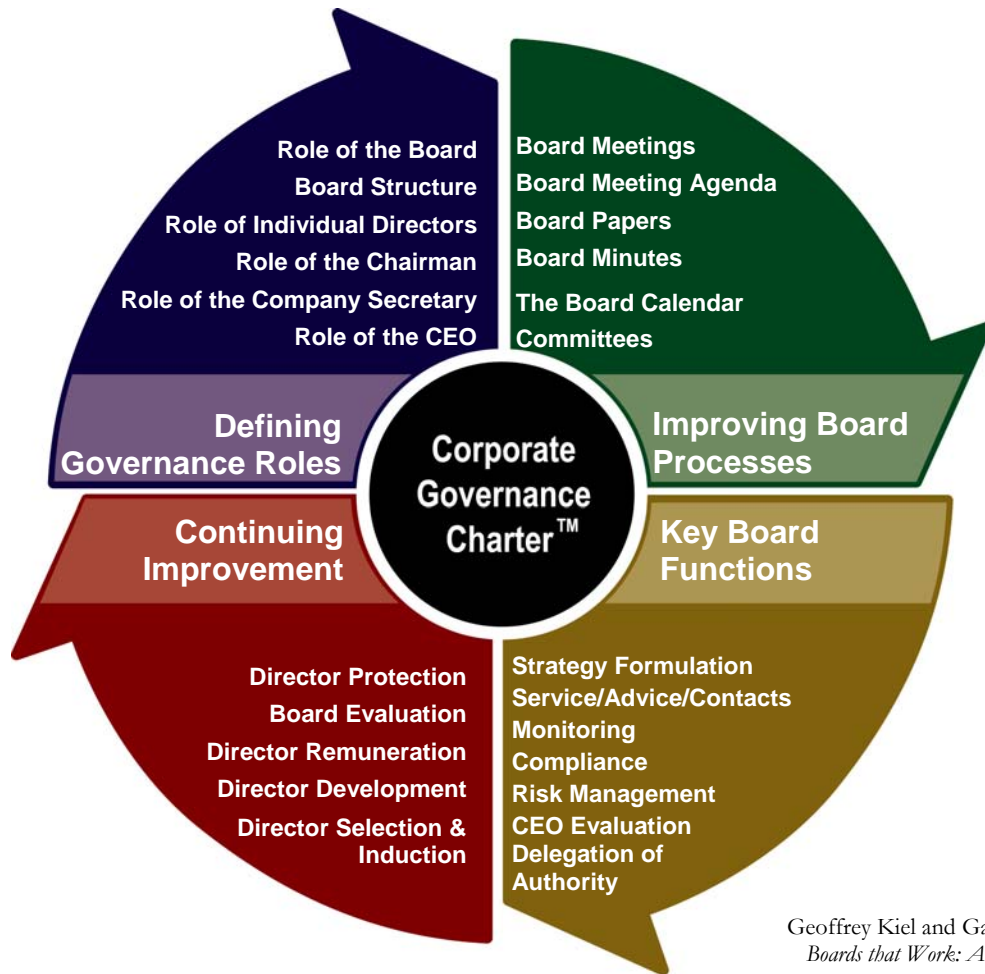 Role of the Board
Board Structure
Role of Individual Directors
Role of the Chairman
Role of the Company Secretary
Role of the CEO
Defining
Governance Roles
Board Meetings
Board Meeting Agenda
Board Papers
Board Minutes
The Board Calendar
Committees
Improving Board
Processes
Corporate
Governance
Charter™
Continuing
Improvement
Director Protection
Board Evaluation
Director Remuneration
Director Development
Director Selection &
Induction
Key Board
Functions
Strategy Formulation
Service/Advice/Contacts
Monitoring
Compliance
Risk Management
CEO Evaluation
Delegation of
Authority
Geoffrey Kiel and Ga
Boards that Work: A